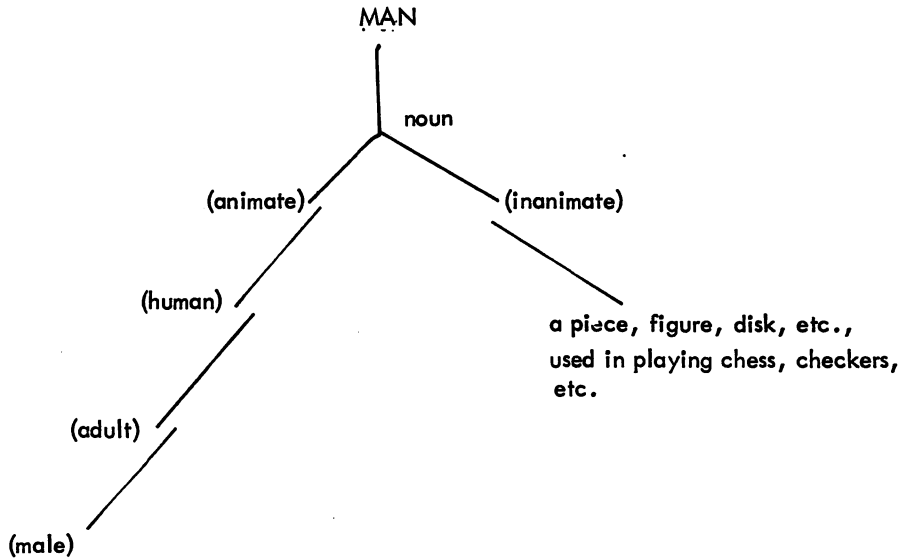 MAN
noun
(animate)
(inanimate)
(human)
a piece, figure, disk, etc.,
used in playing chess, checkers,
etc.
(adult)
(male)